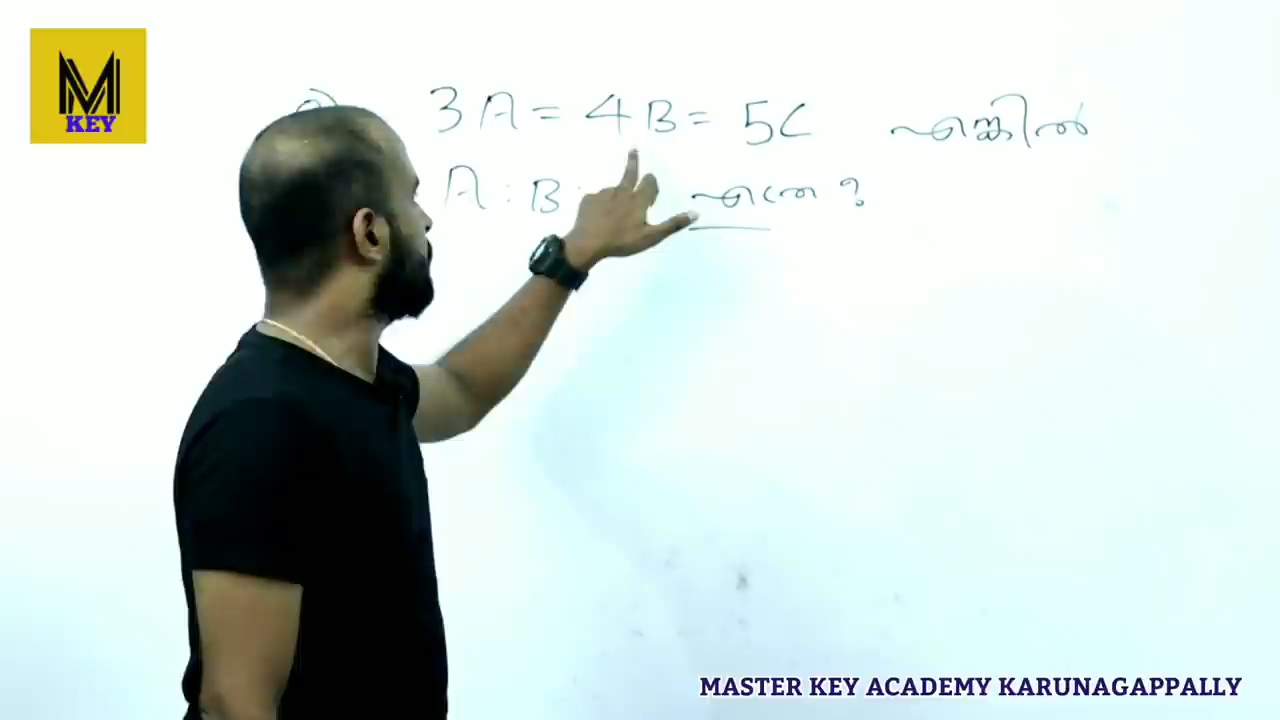 M
KEY
3A = 4B = 5C എങ്കിൽ
A : B : എത്ര ?
MASTER KEY ACADEMY KARUNAGAPPALLY